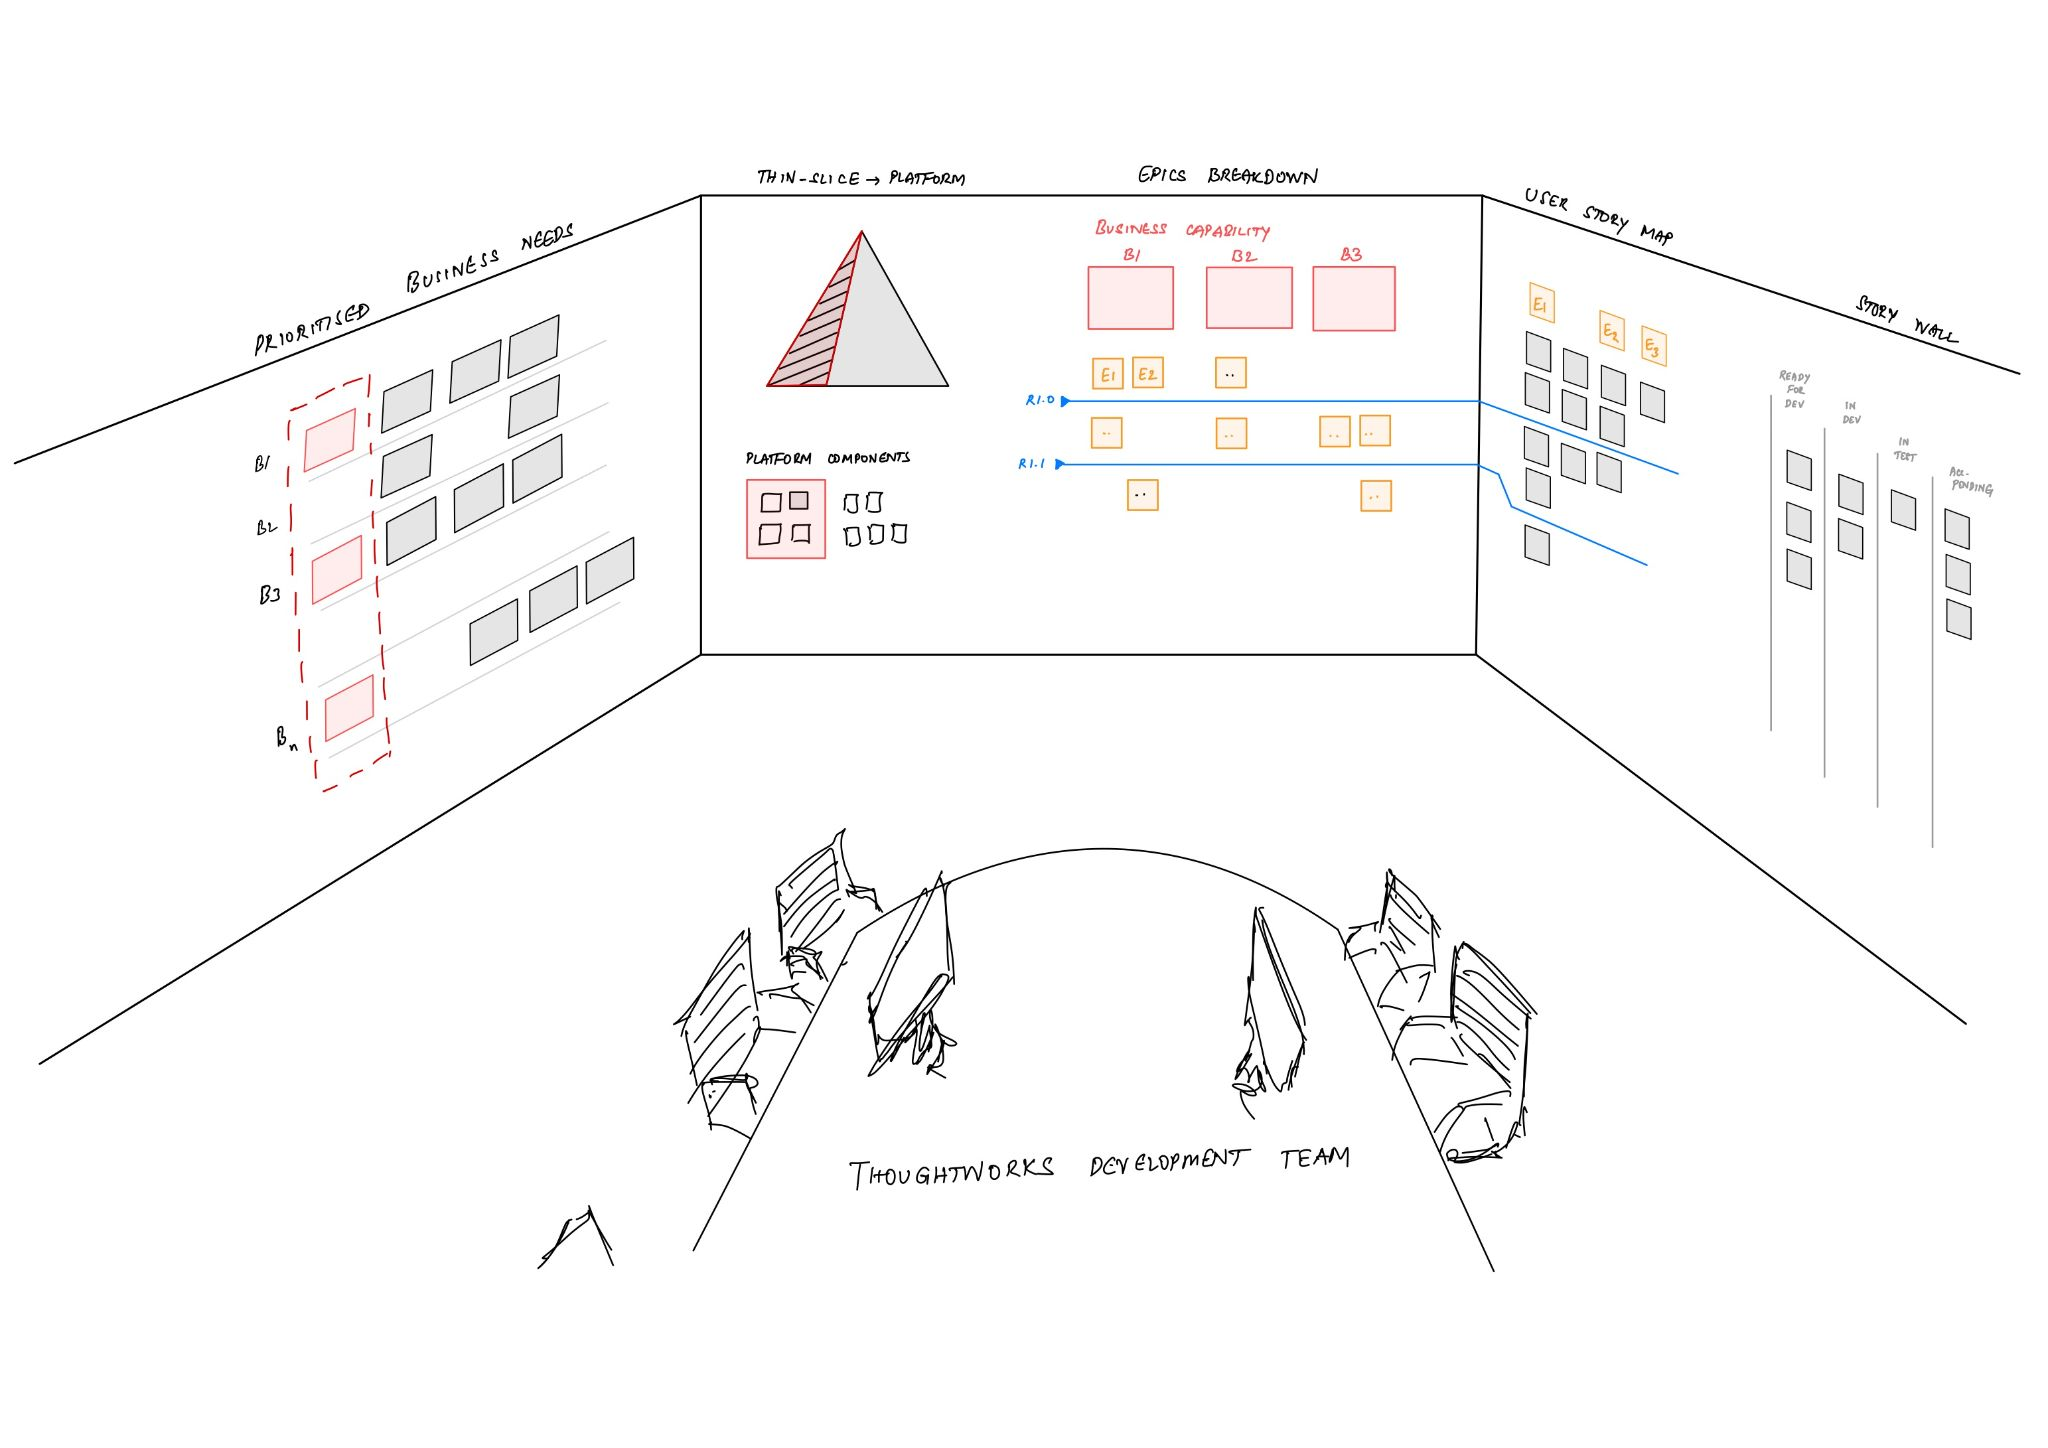 PRIORITISED BUSINESS NEEDS
B1
B2
B3
Bn
THIN-SLICE → PLATFORM
PLATFORM COMPONENTS
EPICS BREAKDOWN
BUSINESS CAPABILITY
B1 B2 B3
E1 E2 ..
R1.0
.. .. .. ..
R1.1
.. ..
USER STORY MAP
E1 E2 E3
STORY WALL
READY
FOR
DEV
IN
DEV
IN
TEST
ACC-
PENDING
THOUGHTWORKS DEVELOPMENT TEAM